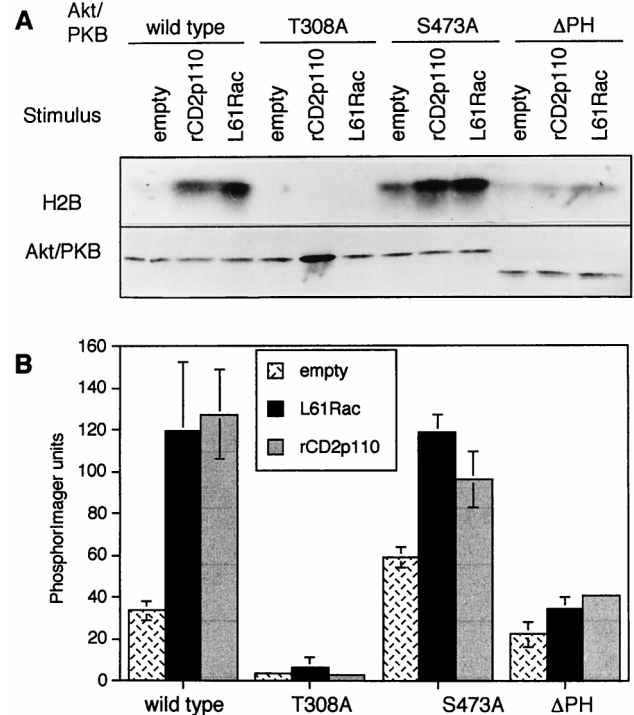 A
Akt/
PKB
wild type T308A S473A ΔPH
Stimulus
empty rCD2p110 L61Rac empty rCD2p110 L61Rac empty rCD2p110 L61Rac empty rCD2p110 L61Rac
H2B
Akt/PKB
B
PhosphorImager units
160
140
120
100
80
60
40
20
0
empty
L61Rac
rCD2p110
wild type T308A S473A ΔPH